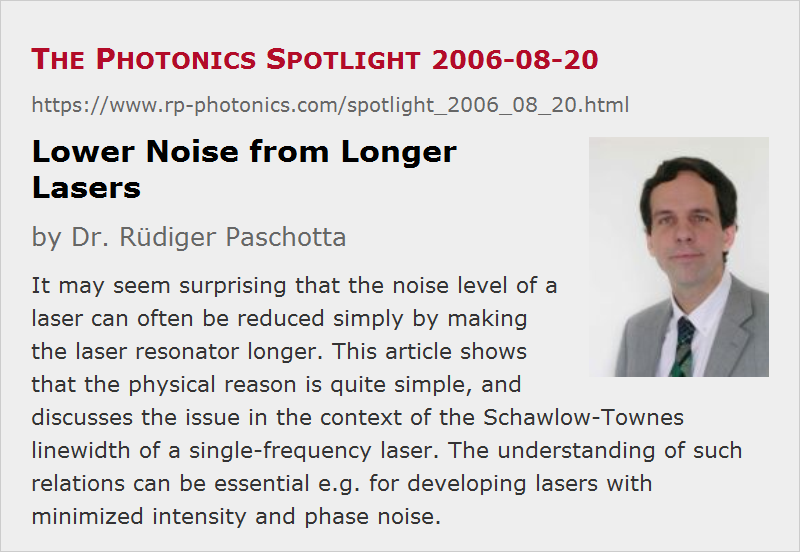 THE PHOTONICS SPOTLIGHT 2006-08-20
https://www.rp-photonics.com/spotlight_2006_08_20.html
Lower Noise from Longer
Lasers
by Dr. Rüdiger Paschotta
It may seem surprising that the noise level of a
laser can often be reduced simply by making
the laser resonator longer. This article shows
that the physical reason is quite simple, and
discusses the issue in the context of the Schawlow-Townes
linewidth of a single-frequency laser. The understanding of such
relations can be essential e.g. for developing lasers with
minimized intensity and phase noise.